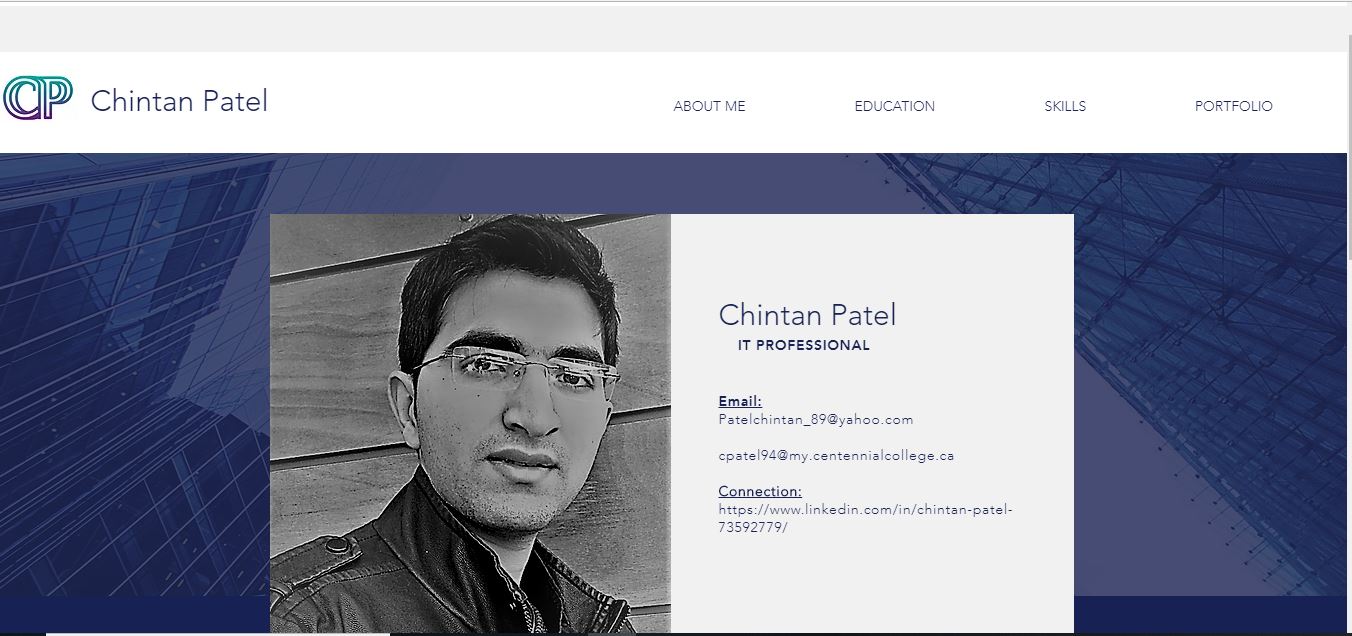 CP Chintan Patel
ABOUT ME EDUCATION SKILLS PORTFOLIO
Chintan Patel
IT PROFESSIONAL
Email:
Patelchintan_89@yahoo.com
cpatel94@my.centennialcollege.ca
Connection:
https://www.linkedin.com/in/chintan-patel-
73592779/